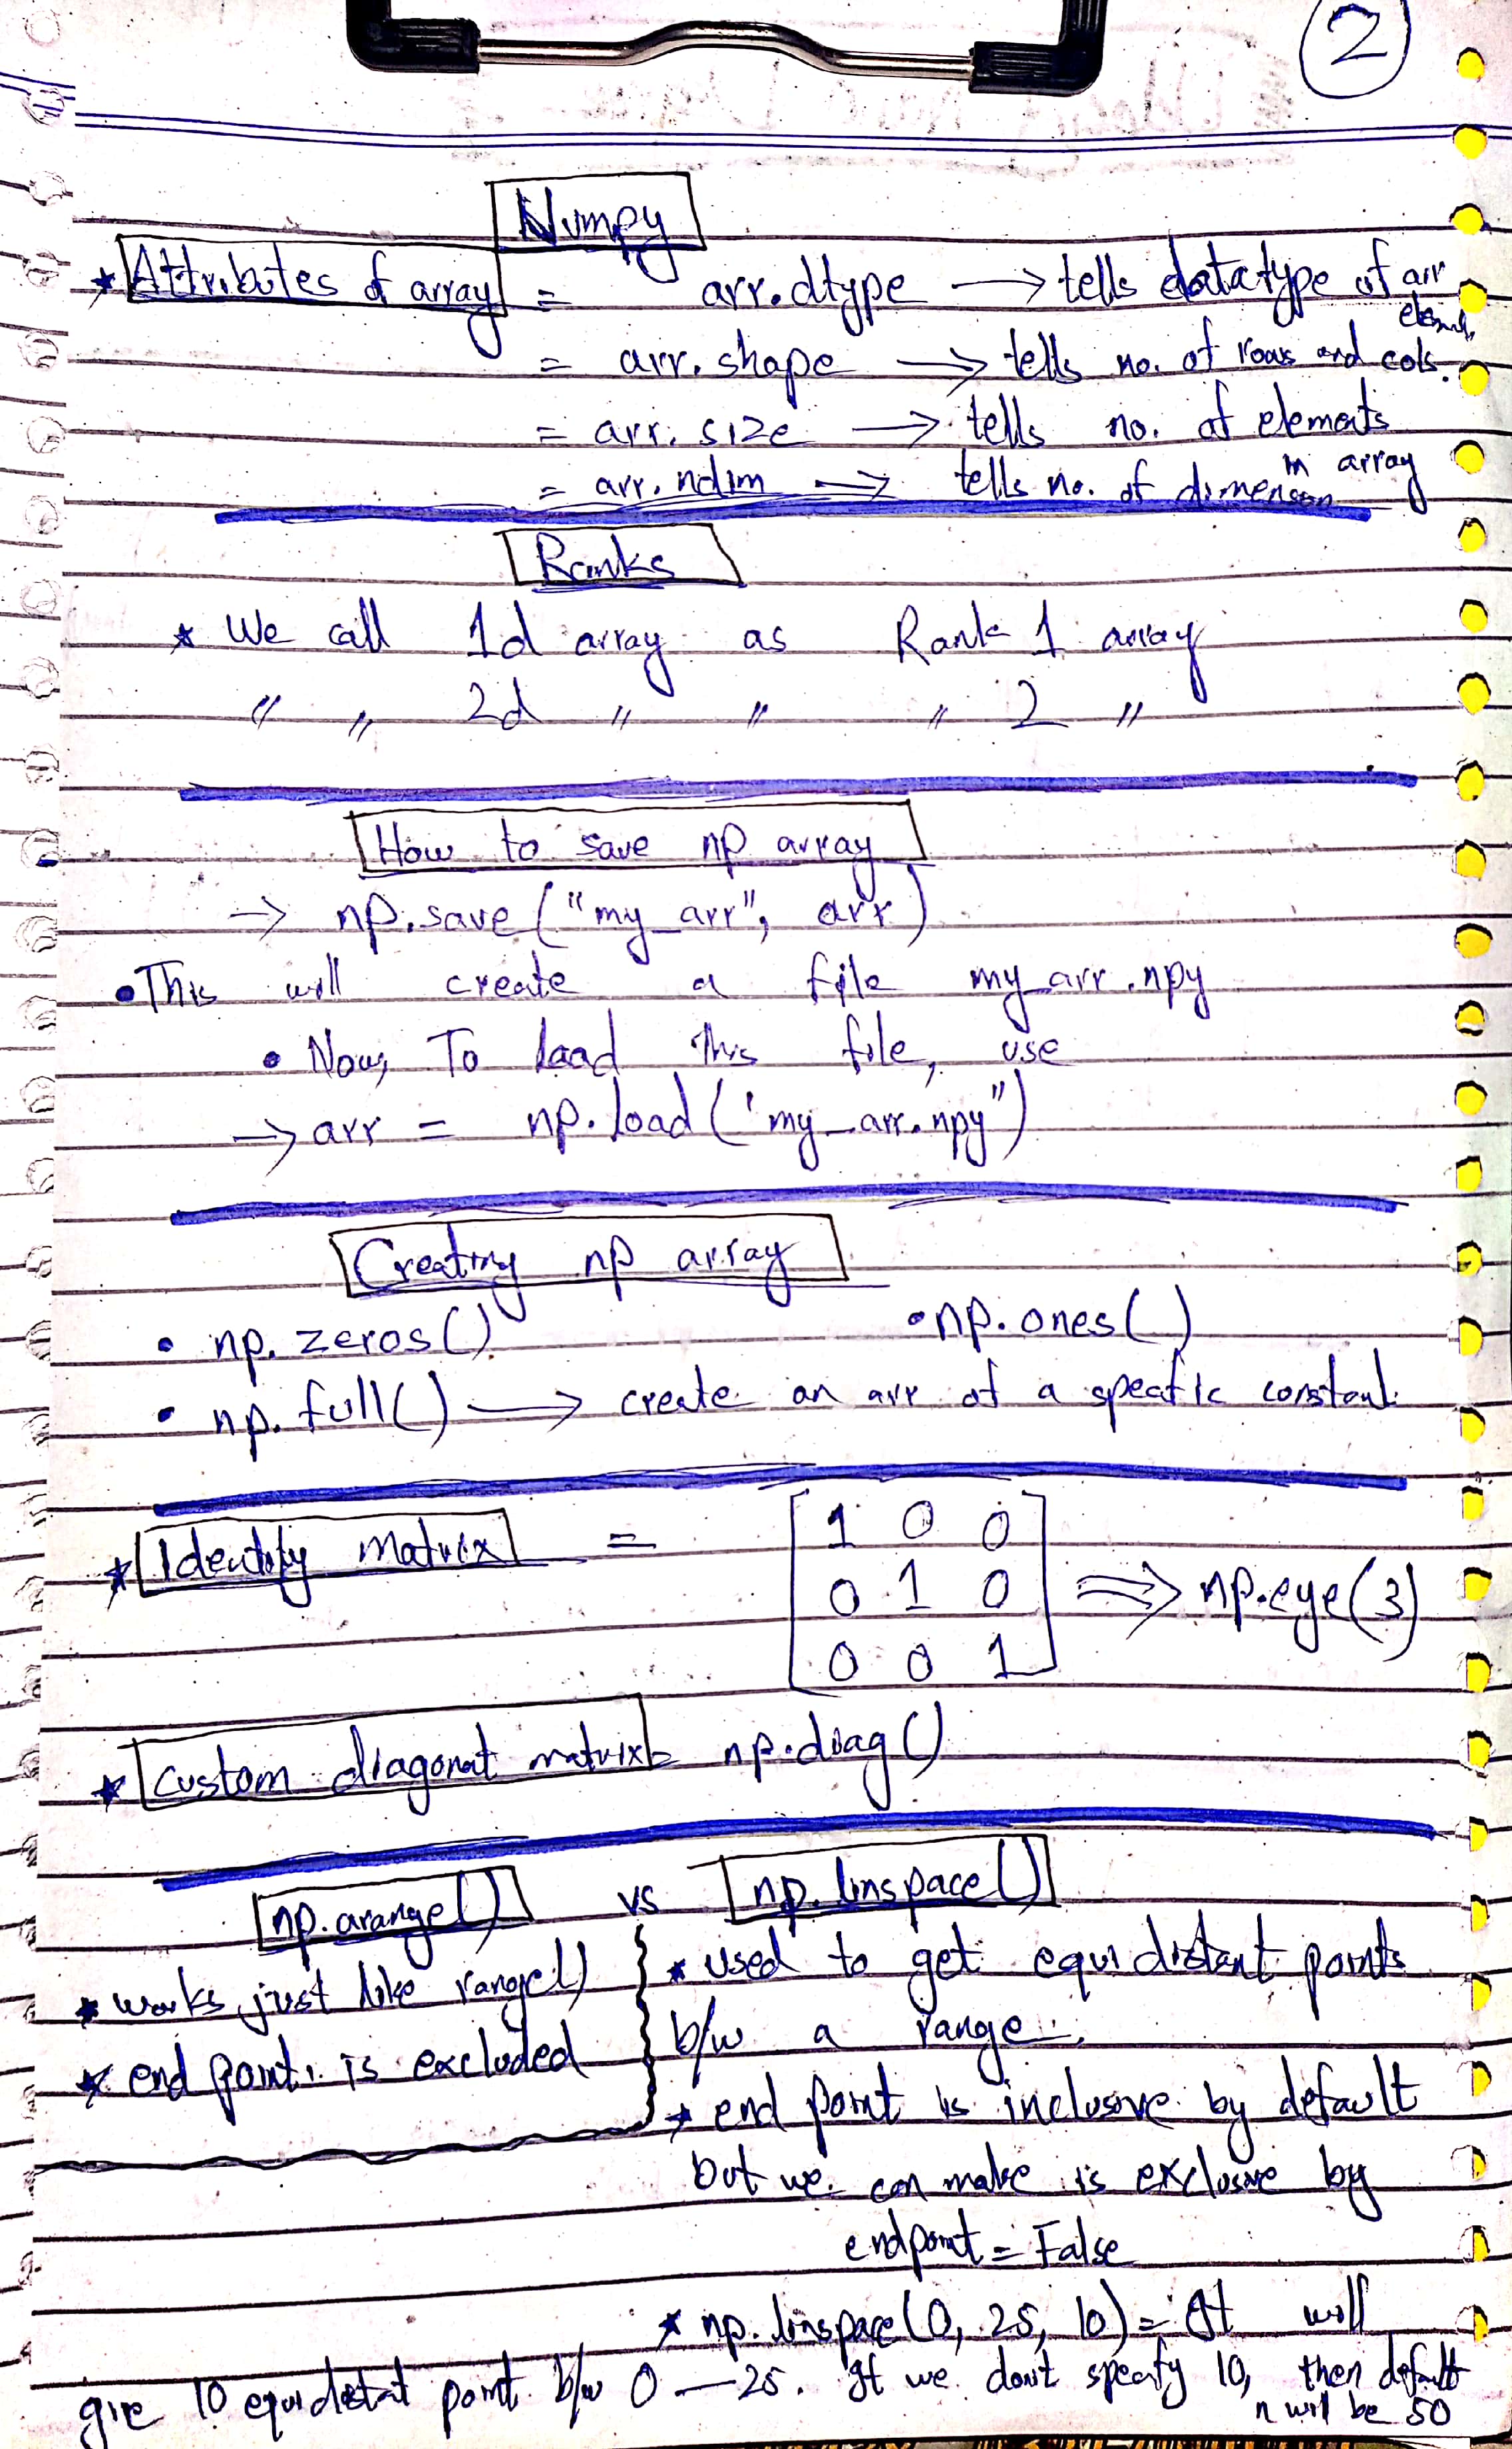 2
Numpy
* Attributes of array = arr.dtype → tells datatype of arr
elements
= arr.shape → tells no. of rows and cols.
= arr.size → tells no. of elements
in array
= arr.ndim → tells no. of dimension
Ranks
* We call 1d array as Rank 1 array
" " 2d " " " 2 "
How to save np array
→ np.save("my_arr", arr)
• This will create a file my_arr.npy
• Now, To load this file, use
→ arr = np.load('my_arr.npy")
Creating np array
• np.zeros() • np.ones()
• np.full() → create an arr of a specific constant.
* Identity matrix = [1 0 0
0 1 0 ⇒ np.eye(3)
0 0 1]
* Custom diagonal matrix = np.diag()
np.arange() vs np.linspace()
* works just like range()
* end point is excluded
* used to get equidistant points
b/w a range.
* end point is inclusive by default
but we can make is exclusive by
endpoint = False
* np.linspace(0, 25, 10) = It will
give 10 equidistat point b/w 0 — 25. If we don't specify 10, then default
n will be 50